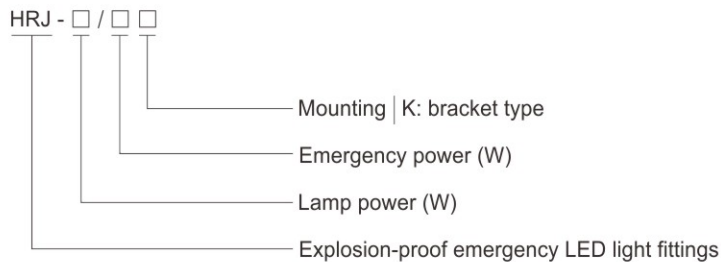 HRJ - □ / □ □
Mounting | K: bracket type
Emergency power (W)
Lamp power (W)
Explosion-proof emergency LED light fittings